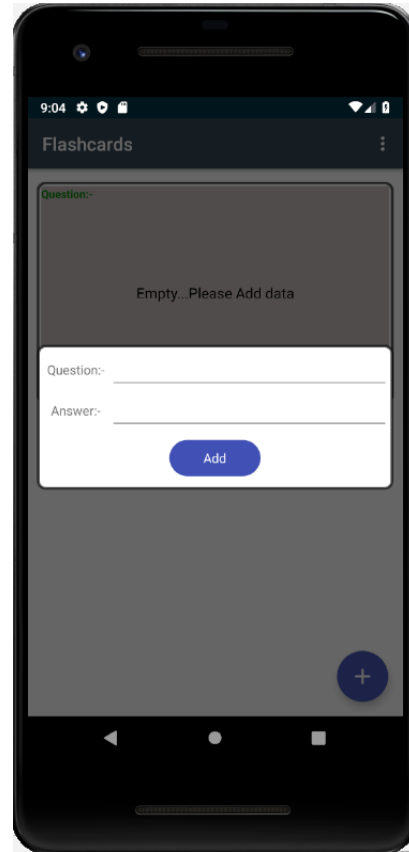 9:04
Flashcards
Question:-
Empty...Please Add data
Question:-
Answer:-
Add